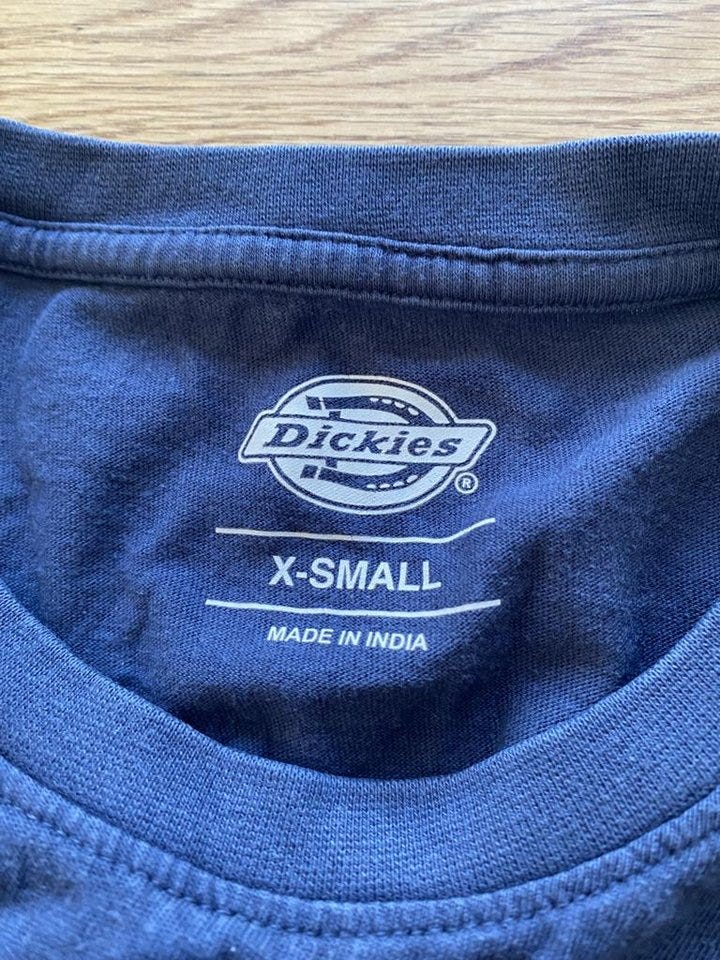 Dickies
®
X-SMALL
MADE IN INDIA